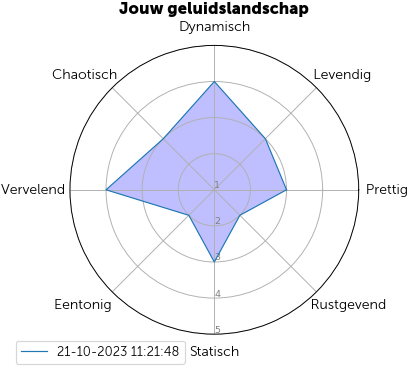 Jouw geluidslandschap
Dynamisch
Chaotisch
Levendig
Vervelend
Prettig
1
2
3
4
5
Eentonig
Rustgevend
21-10-2023 11:21:48
Statisch